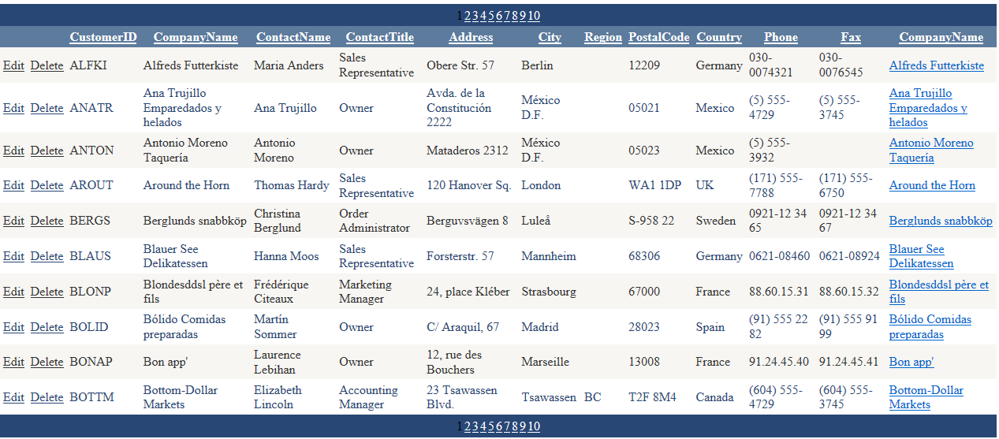 12345678910
CustomerID CompanyName ContactName ContactTitle Address City Region PostalCode Country Phone Fax CompanyName
Edit Delete ALFKI Alfreds Futterkiste Maria Anders Sales Representative Obere Str. 57 Berlin 12209 Germany 030-0074321 030-0076545 Alfreds Futterkiste
Edit Delete ANATR Ana Trujillo Emparedados y helados Ana Trujillo Owner Avda. de la Constitución 2222 México D.F. 05021 Mexico (5) 555-4729 (5) 555-3745 Ana Trujillo Emparedados y helados
Edit Delete ANTON Antonio Moreno Taquería Antonio Moreno Owner Mataderos 2312 México D.F. 05023 Mexico (5) 555-3932 Antonio Moreno Taquería
Edit Delete AROUT Around the Horn Thomas Hardy Sales Representative 120 Hanover Sq. London WA1 1DP UK (171) 555-7788 (171) 555-6750 Around the Horn
Edit Delete BERGS Berglunds snabbköp Christina Berglund Order Administrator Berguvsvägen 8 Luleå S-958 22 Sweden 0921-12 34 65 0921-12 34 67 Berglunds snabbköp
Edit Delete BLAUS Blauer See Delikatessen Hanna Moos Sales Representative Forsterstr. 57 Mannheim 68306 Germany 0621-08460 0621-08924 Blauer See Delikatessen
Edit Delete BLONP Blondesddsl père et fils Frédérique Citeaux Marketing Manager 24, place Kléber Strasbourg 67000 France 88.60.15.31 88.60.15.32 Blondesddsl père et fils
Edit Delete BOLID Bólido Comidas preparadas Martín Sommer Owner C/ Araquil, 67 Madrid 28023 Spain (91) 555 22 82 (91) 555 91 99 Bólido Comidas preparadas
Edit Delete BONAP Bon app' Laurence Lebihan Owner 12, rue des Bouchers Marseille 13008 France 91.24.45.40 91.24.45.41 Bon app'
Edit Delete BOTTM Bottom-Dollar Markets Elizabeth Lincoln Accounting Manager 23 Tsawassen Blvd. Tsawassen BC T2F 8M4 Canada (604) 555-4729 (604) 555-3745 Bottom-Dollar Markets
12345678910